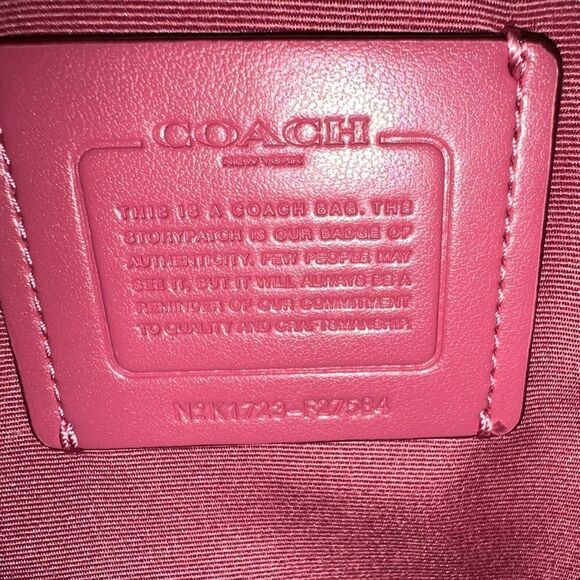 COACH
NEW YORK
THIS IS A COACH BAG. THE
STORYPATCH IS OUR BADGE OF
AUTHENTICITY. FEW PEOPLE MAY
SEE IT, BUT IT WILL ALWAYS BE A
REMINDER OF OUR COMMITMENT
TO QUALITY AND CRAFTSMANSHIP.
Nº K1723-F27584